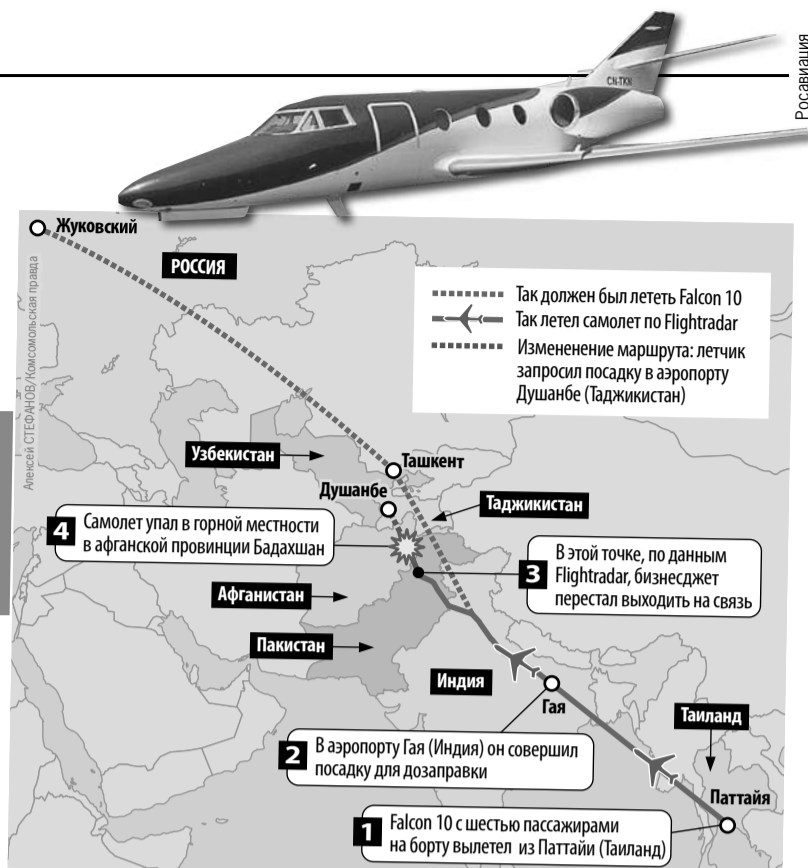 Росавиация
CN-TKN
Жуковский
РОССИЯ
Алексей СТЕФАНОВ/Комсомольская правда
Так должен был лететь Falcon 10
Так летел самолет по Flightradar
Измененение маршрута: летчик
запросил посадку в аэропорту
Душанбе (Таджикистан)
Узбекистан
Ташкент
Душанбе
Таджикистан
4 Самолет упал в горной местности
в афганской провинции Бадахшан
3 В этой точке, по данным
Flightradar, бизнесджет
перестал выходить на связь
Афганистан
Пакистан
Индия
Гая
Таиланд
2 В аэропорту Гая (Индия) он совершил
посадку для дозаправки
Паттайя
1 Falcon 10 с шестью пассажирами
на борту вылетел из Паттайи (Таиланд)